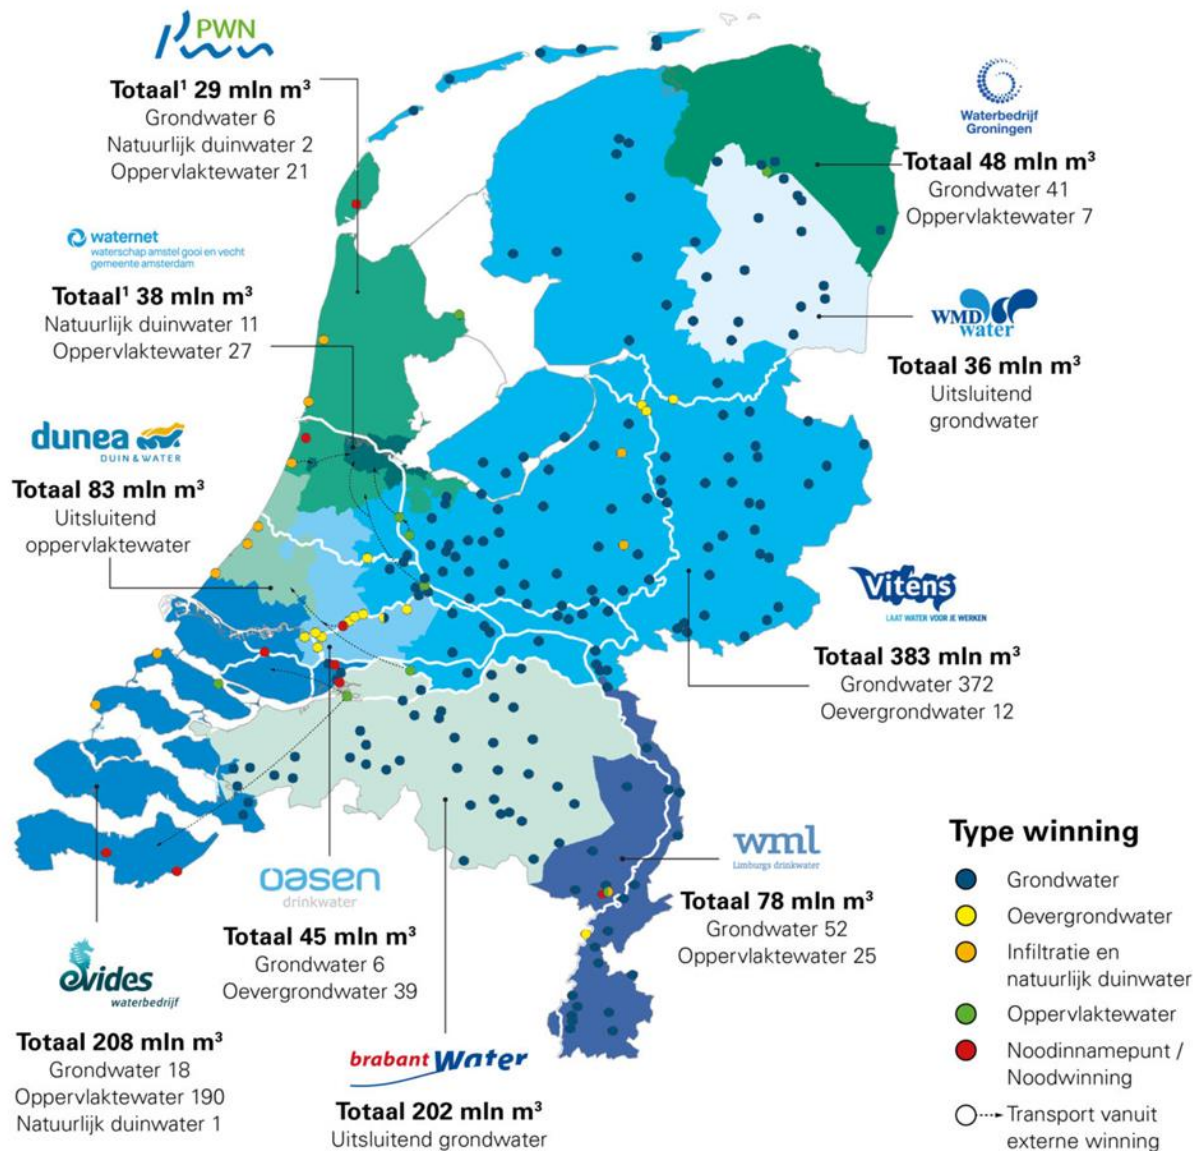 PWN
Totaal¹ 29 mln m³
Grondwater 6
Natuurlijk duinwater 2
Oppervlaktewater 21
Waterbedrijf
Groningen
Totaal 48 mln m³
Grondwater 41
Oppervlaktewater 7
waternet
waterschap amstel gooi en vecht
gemeente amsterdam
Totaal¹ 38 mln m³
Natuurlijk duinwater 11
Oppervlaktewater 27
WMD
water
Totaal 36 mln m³
Uitsluitend
grondwater
dunea
DUIN & WATER
Totaal 83 mln m³
Uitsluitend
oppervlaktewater
Vitens
LAAT WATER VOOR JE WERKEN
Totaal 383 mln m³
Grondwater 372
Oevergrondwater 12
wml
Limburgs drinkwater
Totaal 78 mln m³
Grondwater 52
Oppervlaktewater 25
oasen
drinkwater
Totaal 45 mln m³
Grondwater 6
Oevergrondwater 39
evides
waterbedrijf
Totaal 208 mln m³
Grondwater 18
Oppervlaktewater 190
Natuurlijk duinwater 1
brabant Water
Totaal 202 mln m³
Uitsluitend grondwater
Type winning
Grondwater
Oevergrondwater
Infiltratie en
natuurlijk duinwater
Oppervlaktewater
Noodinnamepunt /
Noodwinning
Transport vanuit
externe winning